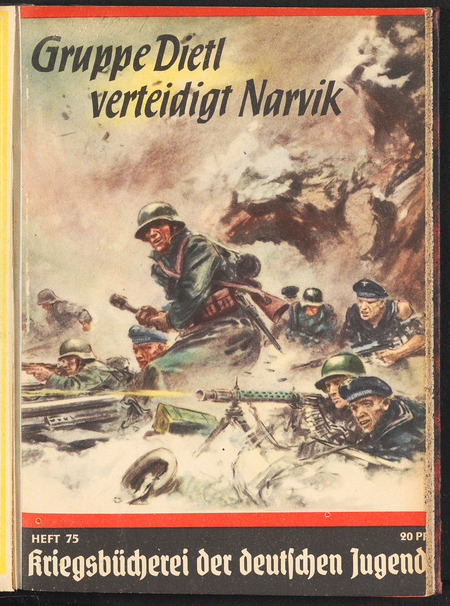 Gruppe Dietl
verteidigt Narvik
HEFT 75
20 PF
Kriegsbücherei der deutſchen Jugend